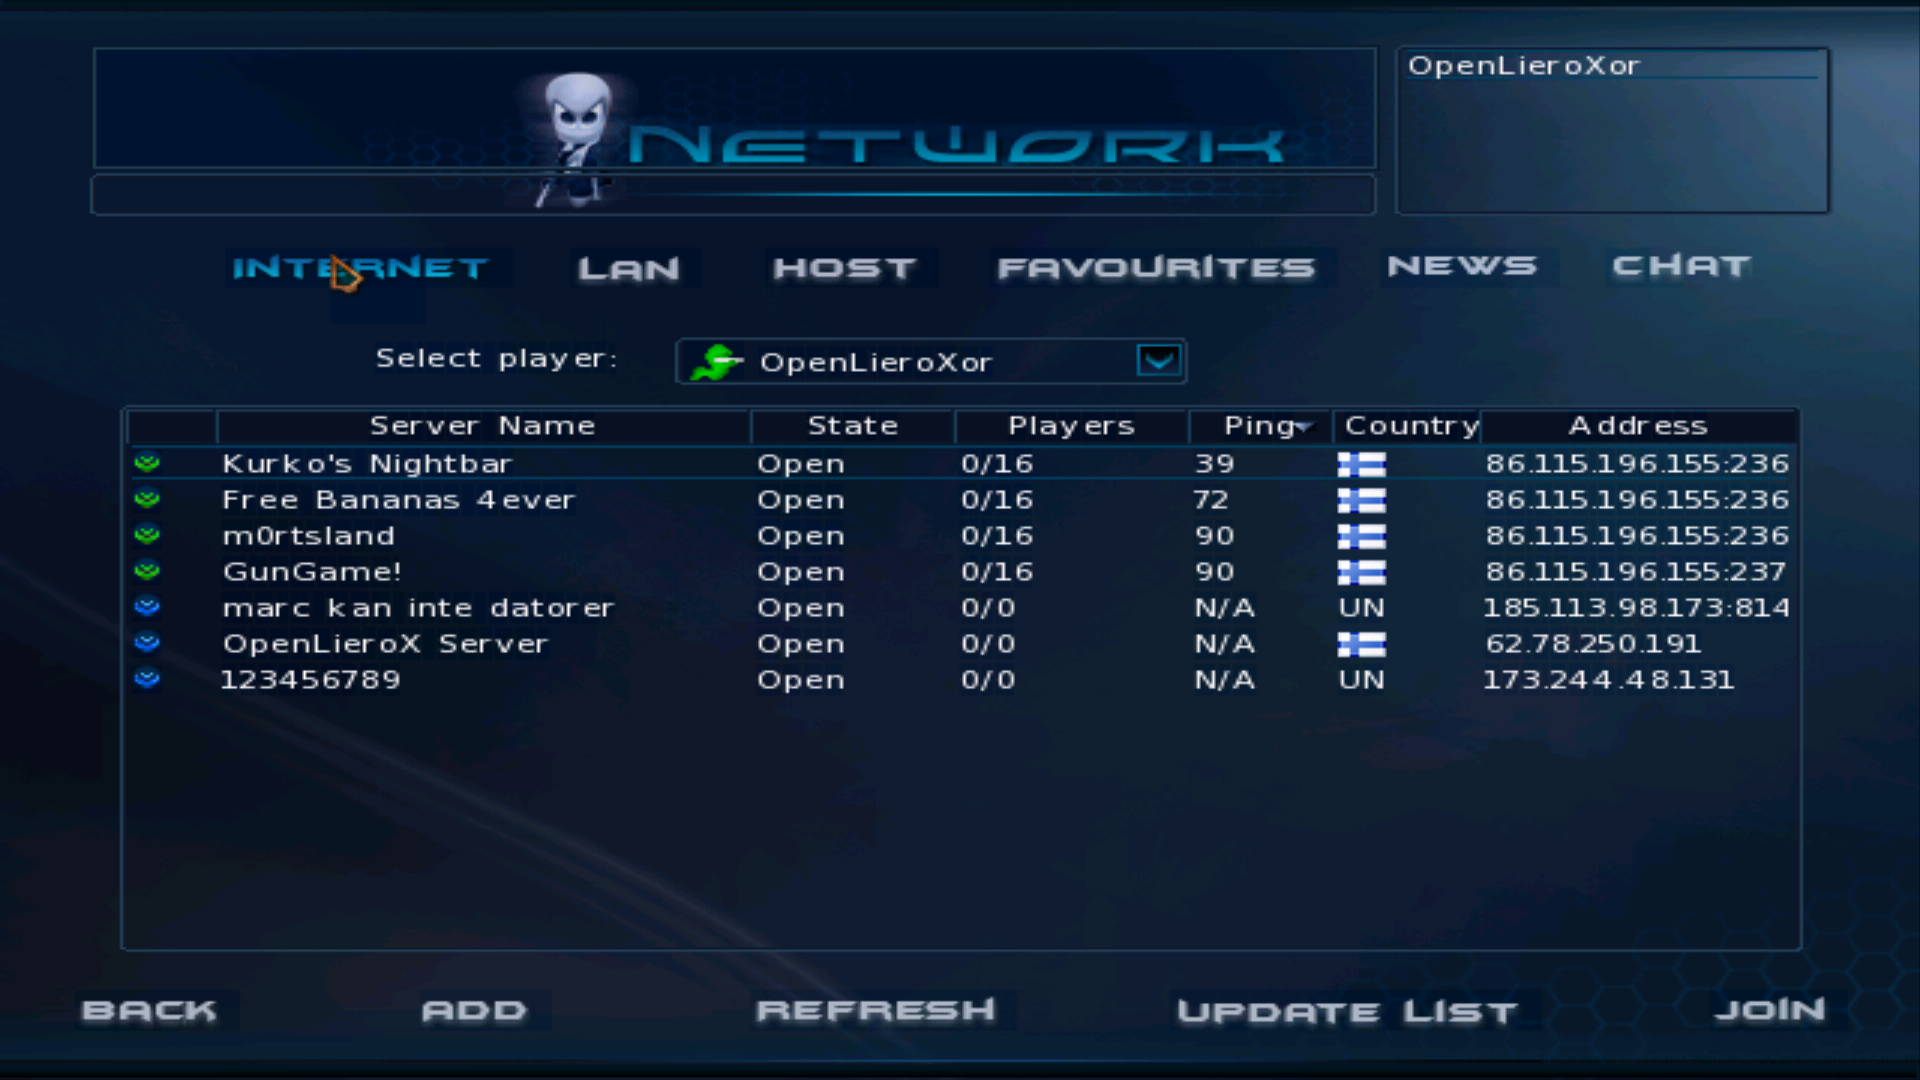 OpenLieroXor
NETWORK
INTERNET LAN HOST FAVOURITES NEWS CHAT
Select player: OpenLieroXor
Server Name State Players Ping Country Address
Kurko's Nightbar Open 0/16 39 86.115.196.155:236
Free Bananas 4ever Open 0/16 72 86.115.196.155:236
m0rtsland Open 0/16 90 86.115.196.155:236
GunGame! Open 0/16 90 86.115.196.155:237
marc kan inte datorer Open 0/0 N/A UN 185.113.98.173:814
OpenLieroX Server Open 0/0 N/A 62.78.250.191
123456789 Open 0/0 N/A UN 173.244.48.131
BACK ADD REFRESH UPDATE LIST JOIN